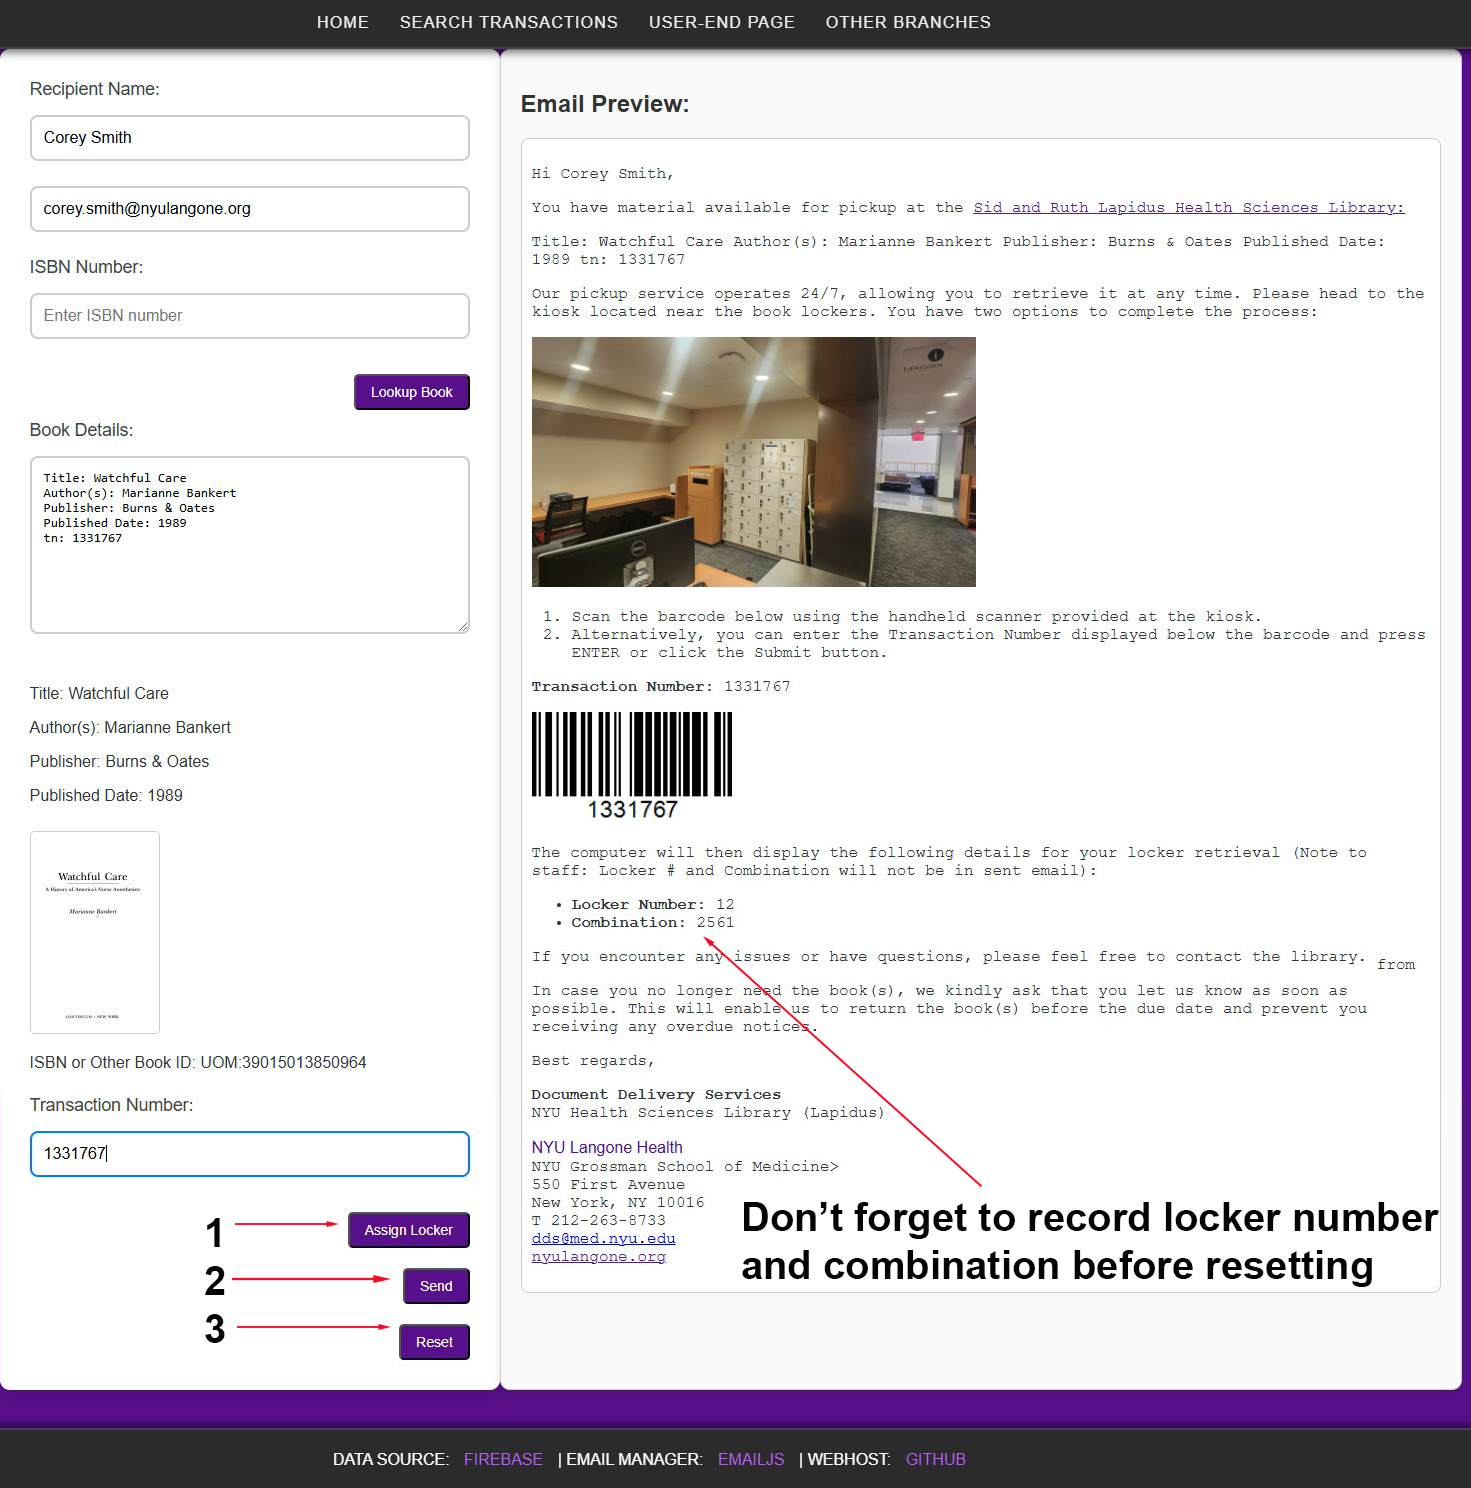 HOME SEARCH TRANSACTIONS USER-END PAGE OTHER BRANCHES
Recipient Name:
Corey Smith
corey.smith@nyulangone.org
ISBN Number:
Enter ISBN number
Lookup Book
Book Details:
Title: Watchful Care
Author(s): Marianne Bankert
Publisher: Burns & Oates
Published Date: 1989
tn: 1331767
Title: Watchful Care
Author(s): Marianne Bankert
Publisher: Burns & Oates
Published Date: 1989
Watchful Care
A History of America's Nurse Anesthetists
Marianne Bankert
CONTINUUM • NEW YORK
ISBN or Other Book ID: UOM:39015013850964
Transaction Number:
1331767
1 Assign Locker
2 Send
3 Reset
Email Preview:
Hi Corey Smith,
You have material available for pickup at the Sid and Ruth Lapidus Health Sciences Library:
Title: Watchful Care Author(s): Marianne Bankert Publisher: Burns & Oates Published Date:
1989 tn: 1331767
Our pickup service operates 24/7, allowing you to retrieve it at any time. Please head to the
kiosk located near the book lockers. You have two options to complete the process:
Information
DELL
1. Scan the barcode below using the handheld scanner provided at the kiosk.
2. Alternatively, you can enter the Transaction Number displayed below the barcode and press
ENTER or click the Submit button.
Transaction Number: 1331767
1331767
The computer will then display the following details for your locker retrieval (Note to
staff: Locker # and Combination will not be in sent email):
• Locker Number: 12
• Combination: 2561
If you encounter any issues or have questions, please feel free to contact the library. from
In case you no longer need the book(s), we kindly ask that you let us know as soon as
possible. This will enable us to return the book(s) before the due date and prevent you
receiving any overdue notices.
Best regards,
Document Delivery Services
NYU Health Sciences Library (Lapidus)
NYU Langone Health
NYU Grossman School of Medicine>
550 First Avenue
New York, NY 10016
T 212-263-8733
dds@med.nyu.edu
nyulangone.org
Don't forget to record locker number
and combination before resetting
DATA SOURCE: FIREBASE | EMAIL MANAGER: EMAILJS | WEBHOST: GITHUB